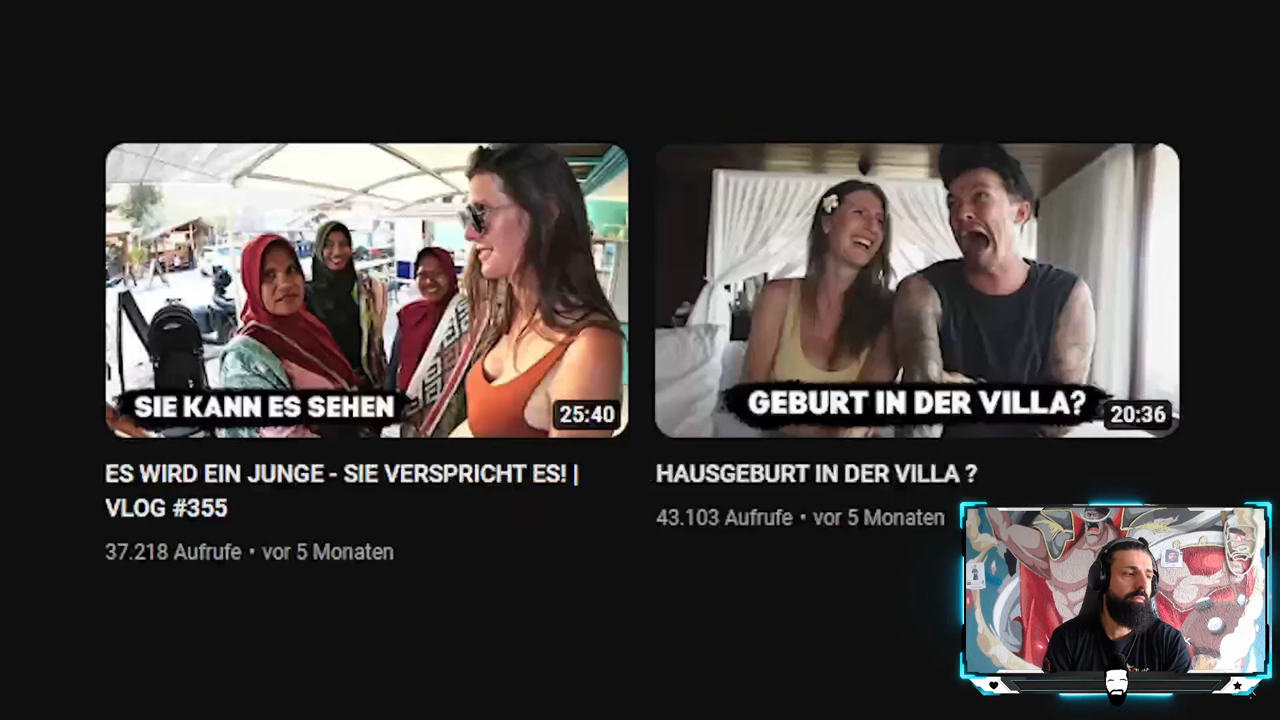 SIE KANN ES SEHEN
25:40
GEBURT IN DER VILLA?
20:36
ES WIRD EIN JUNGE - SIE VERSPRICHT ES! |
VLOG #355
37.218 Aufrufe • vor 5 Monaten
HAUSGEBURT IN DER VILLA ?
43.103 Aufrufe • vor 5 Monaten